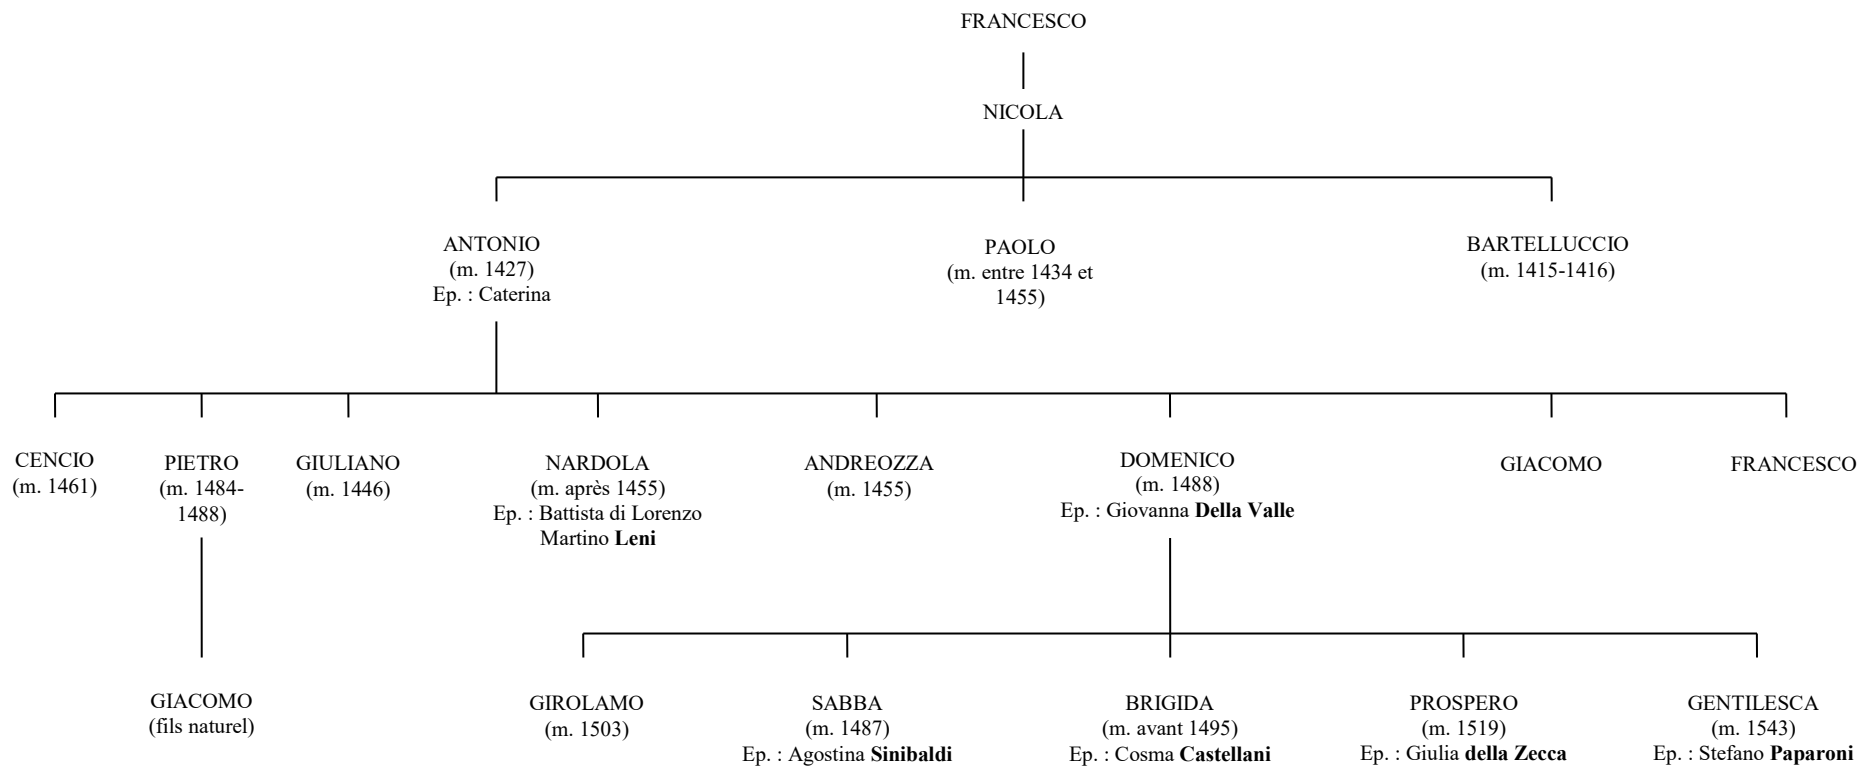 FRANCESCO
NICOLA
ANTONIO
(m. 1427)
Ep. : Caterina
PAOLO
(m. entre 1434 et
1455)
BARTELLUCCIO
(m. 1415-1416)
CENCIO
(m. 1461)
PIETRO
(m. 1484-
1488)
GIULIANO
(m. 1446)
NARDOLA
(m. après 1455)
Ep. : Battista di Lorenzo
Martino Leni
ANDREOZZA
(m. 1455)
DOMENICO
(m. 1488)
Ep. : Giovanna Della Valle
GIACOMO
FRANCESCO
GIACOMO
(fils naturel)
GIROLAMO
(m. 1503)
SABBA
(m. 1487)
Ep. : Agostina Sinibaldi
BRIGIDA
(m. avant 1495)
Ep. : Cosma Castellani
PROSPERO
(m. 1519)
Ep. : Giulia della Zecca
GENTILESCA
(m. 1543)
Ep. : Stefano Paparoni